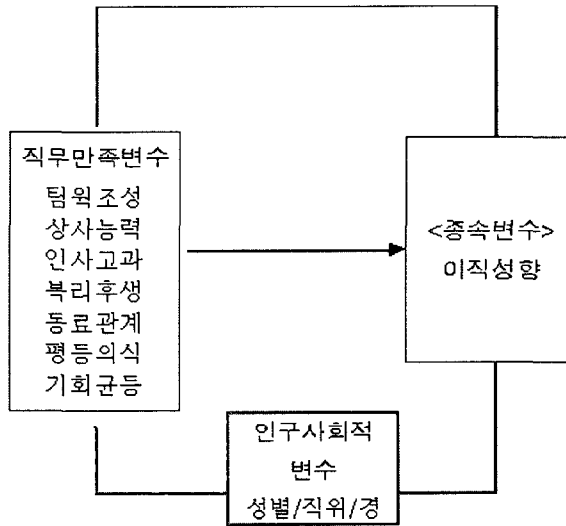 직무만족변수
팀웍조성
상사능력
인사고과
복리후생
동료관계
평등의식
기회균등
<종속변수>
이직성향
인구사회적
변수
성별/직위/경